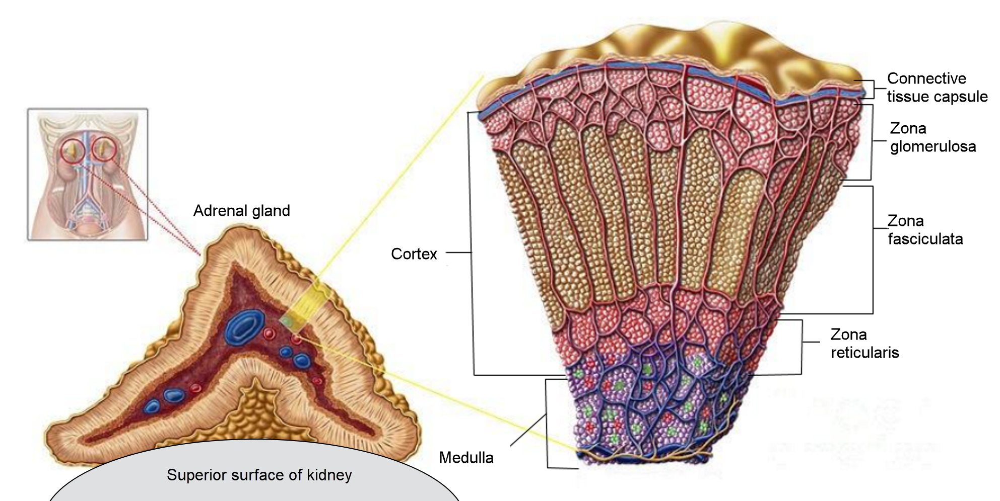 Connective
tissue capsule
Zona
glomerulosa
Adrenal gland
Zona
fasciculata
Cortex
Zona
reticularis
Medulla
Superior surface of kidney